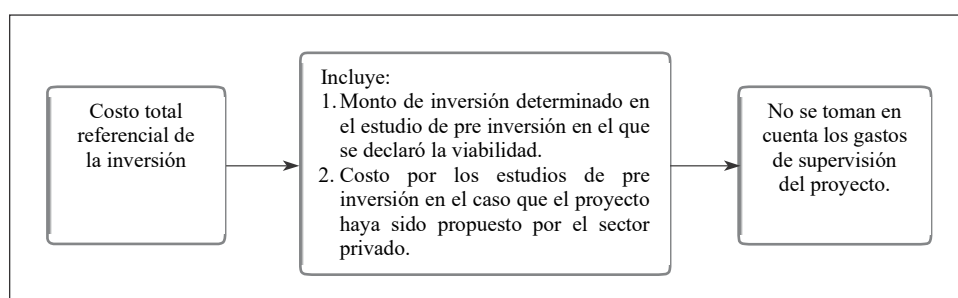 Costo total
referencial de
la inversión
Incluye:
1. Monto de inversión determinado en
el estudio de pre inversión en el que
se declaró la viabilidad.
2. Costo por los estudios de pre
inversión en el caso que el proyecto
haya sido propuesto por el sector
privado.
No se toman en
cuenta los gastos
de supervisión
del proyecto.